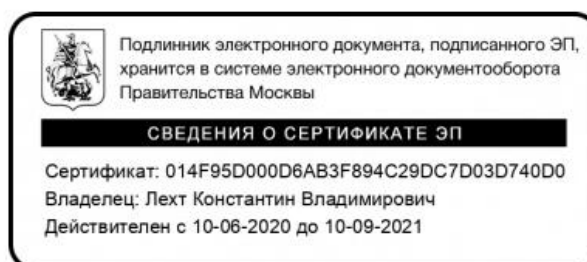 Подлинник электронного документа, подписанного ЭП,
хранится в системе электронного документооборота
Правительства Москвы
СВЕДЕНИЯ О СЕРТИФИКАТЕ ЭП
Сертификат: 014F95D000D6AB3F894C29DC7D03D740D0
Владелец: Лехт Константин Владимирович
Действителен с 10-06-2020 до 10-09-2021